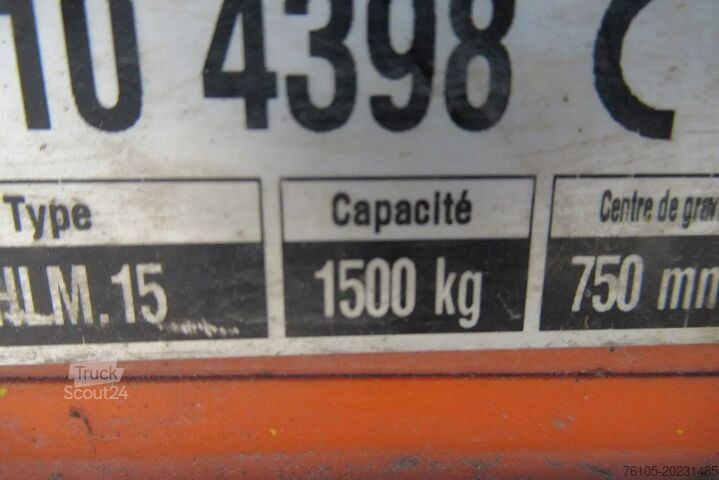 10 4398 C
Type
Capacité
Centre de grav
HLM.15
1500 kg
750 mm
Truck
Scout24
76105-20231485